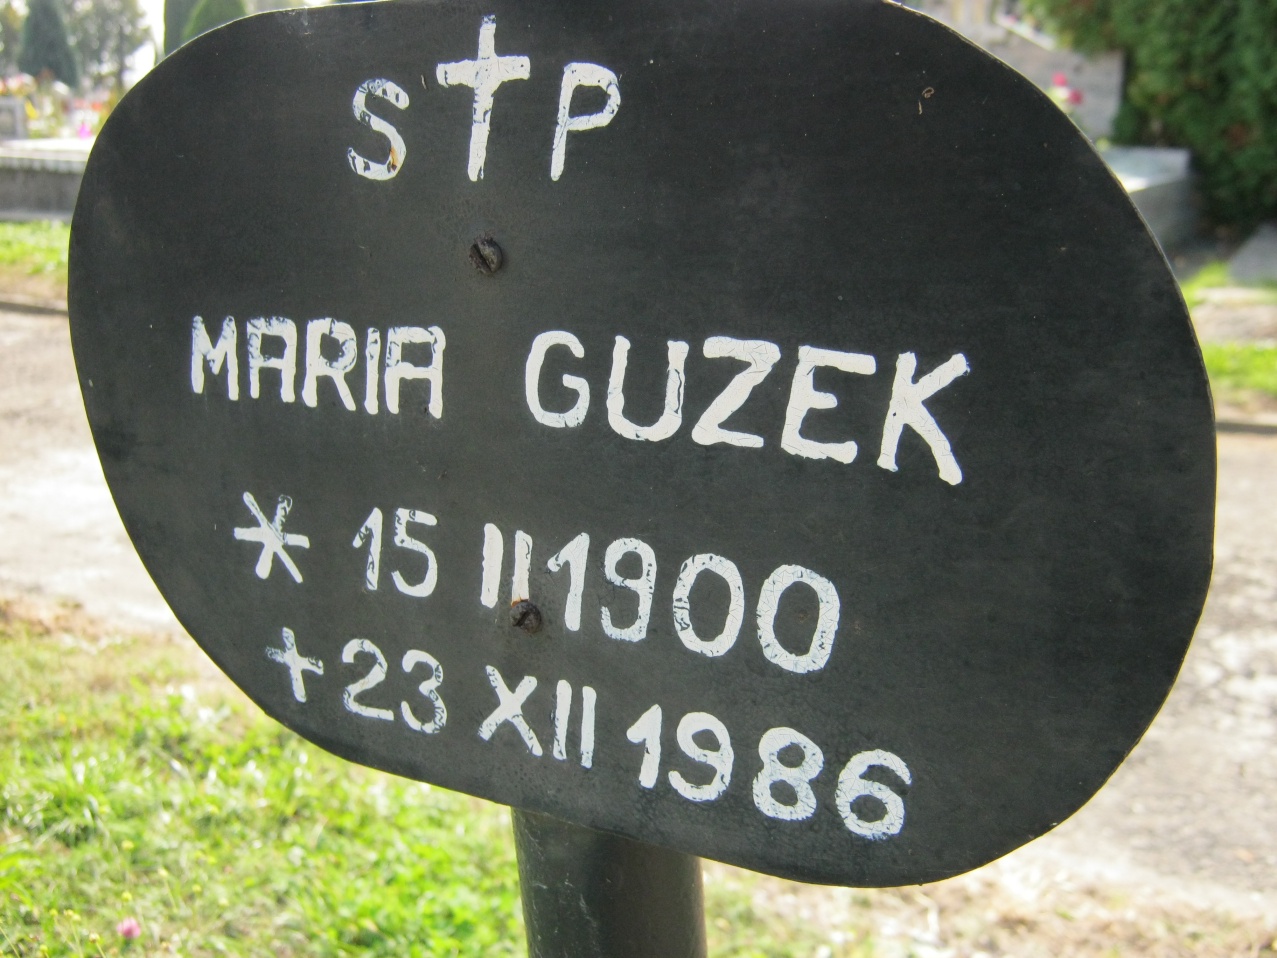 S † P
MARIA GUZEK
* 15 II 1900
+ 23 XII 1986